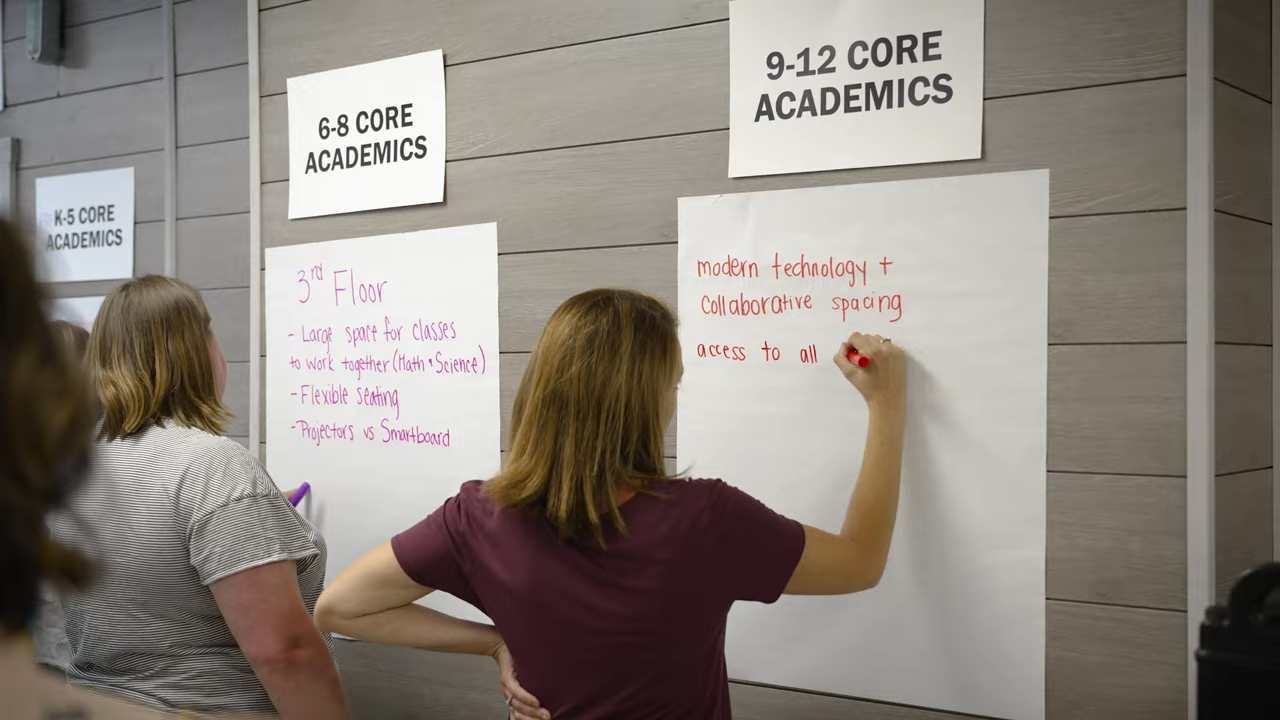 K-5 CORE
ACADEMICS
6-8 CORE
ACADEMICS
3rd Floor
- Large space for classes
to work together (Math + Science)
- Flexible seating
- Projectors vs Smartboard
9-12 CORE
ACADEMICS
modern technology +
collaborative spacing
access to all